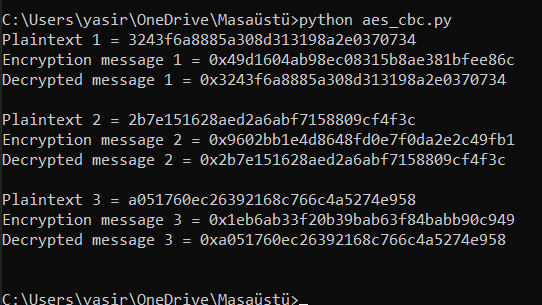 C:\Users\yasir\OneDrive\Masaüstü>python aes_cbc.py
Plaintext 1 = 3243f6a8885a308d313198a2e0370734
Encryption message 1 = 0x49d1604ab98ec08315b8ae381bfee86c
Decrypted message 1 = 0x3243f6a8885a308d313198a2e0370734
Plaintext 2 = 2b7e151628aed2a6abf7158809cf4f3c
Encryption message 2 = 0x9602bb1e4d8648fd0e7f0da2e2c49fb1
Decrypted message 2 = 0x2b7e151628aed2a6abf7158809cf4f3c
Plaintext 3 = a051760ec26392168c766c4a5274e958
Encryption message 3 = 0x1eb6ab33f20b39bab63f84babb90c949
Decrypted message 3 = 0xa051760ec26392168c766c4a5274e958
C:\Users\yasir\OneDrive\Masaüstü>_